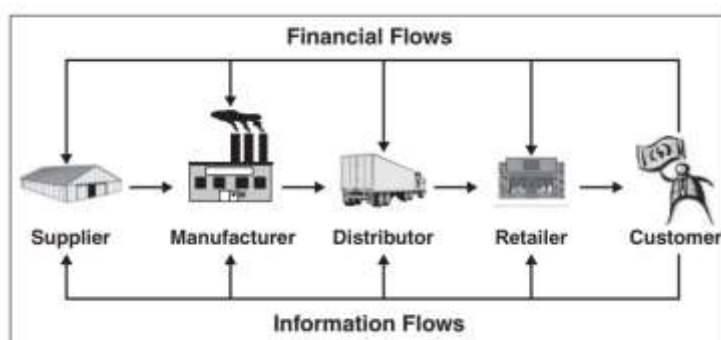 Financial Flows
Supplier
Manufacturer
Distributor
Retailer
Customer
Information Flows